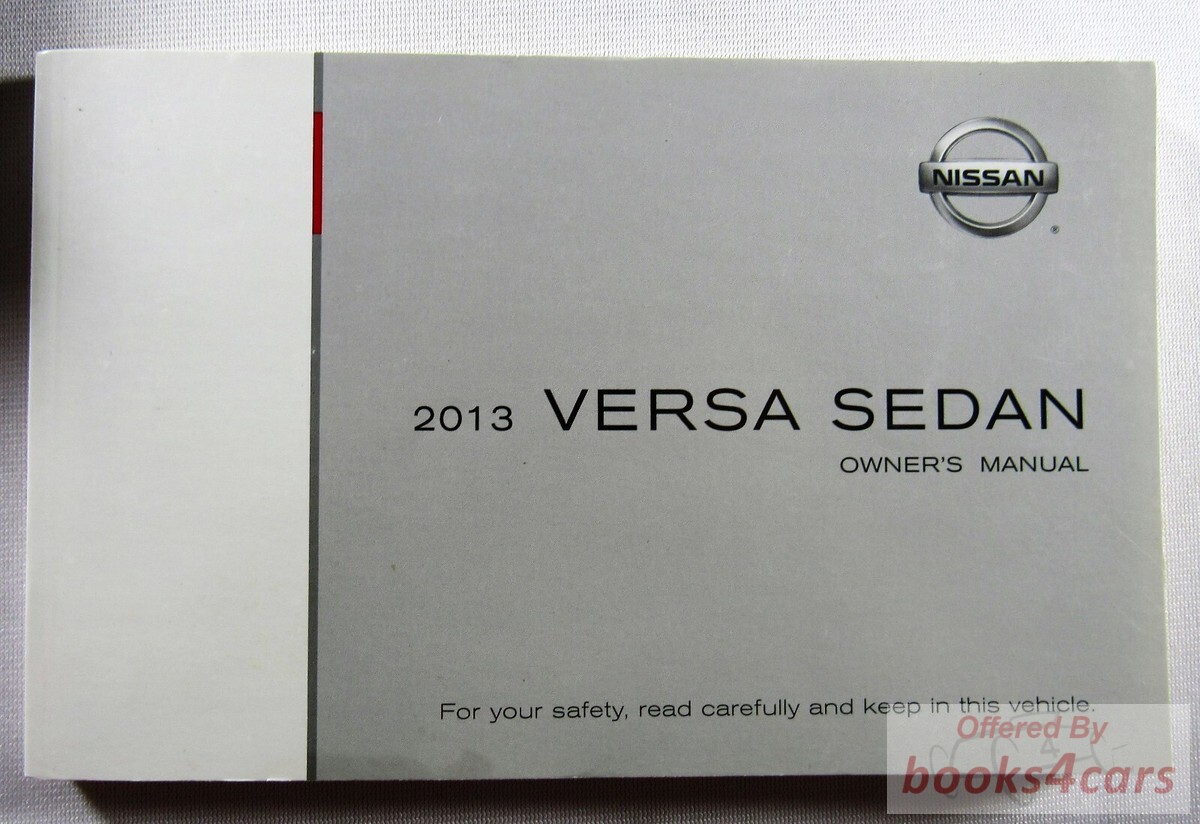 NISSAN
®
2013 VERSA SEDAN
OWNER'S MANUAL
For your safety, read carefully and keep in this vehicle.
Offered By
books4cars